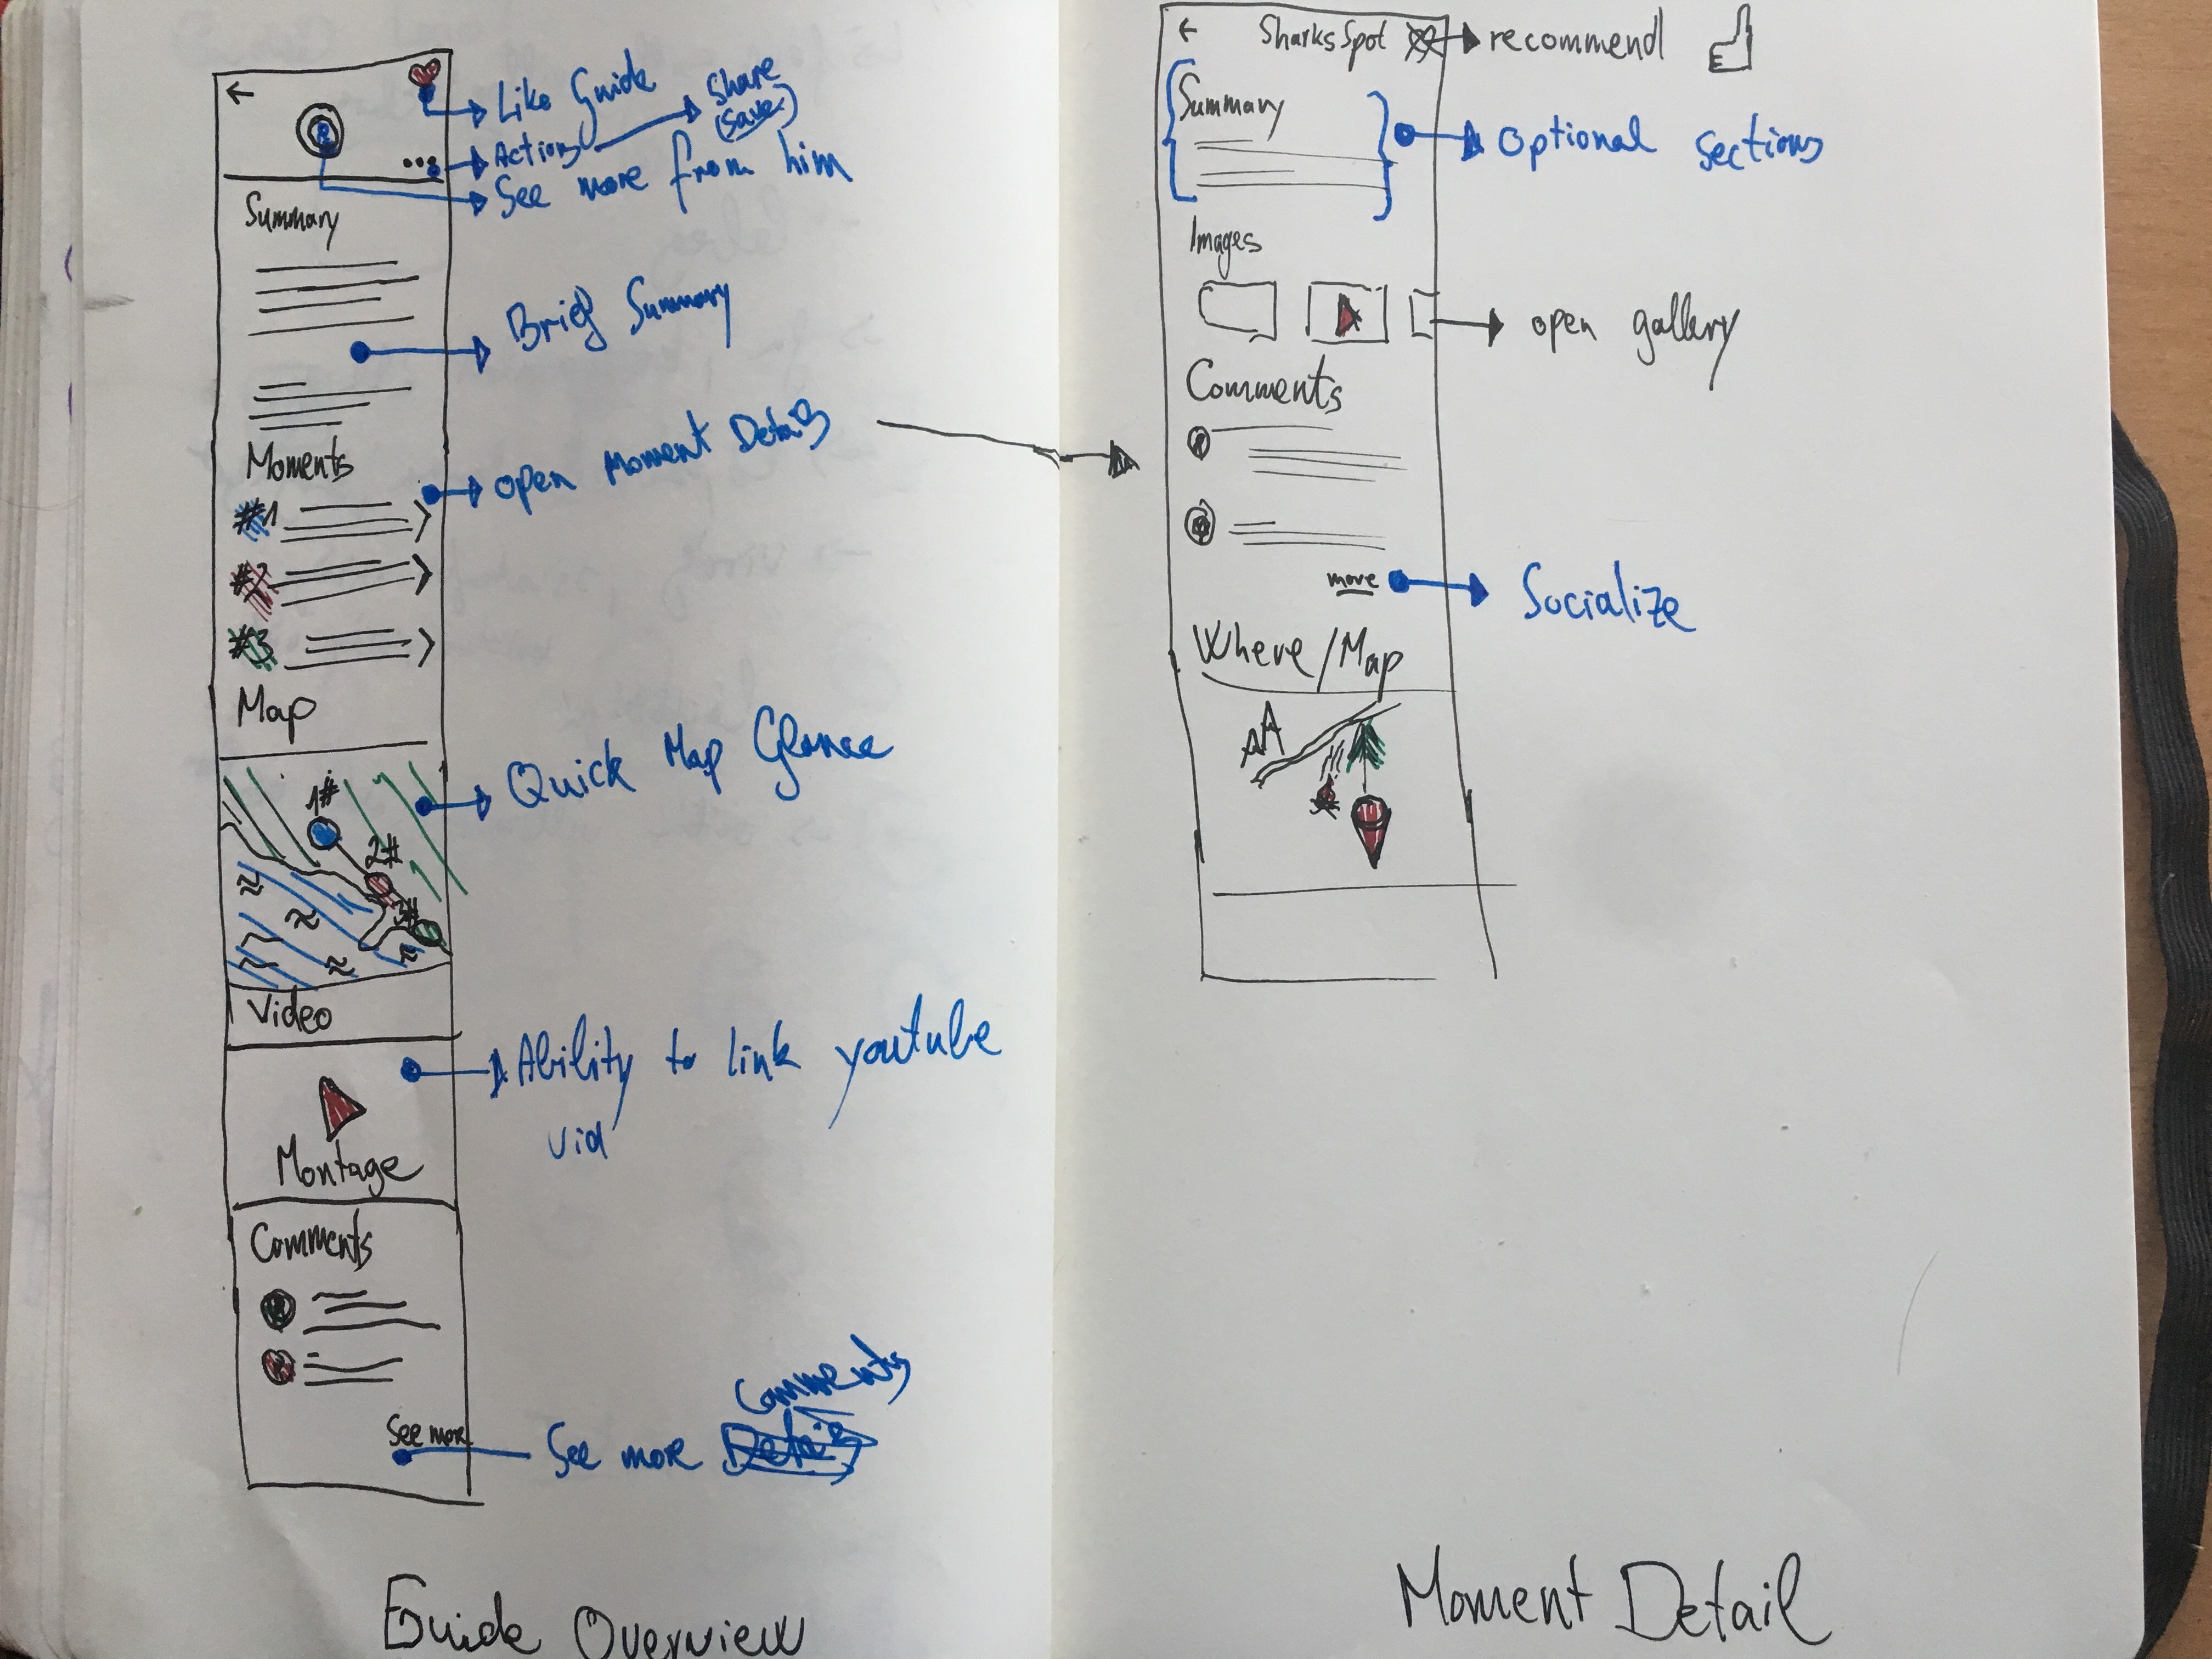 Like Guide
Actions
Share
(Save)
See more from him
Summary
Brief Summary
Moments
open Moment Details
#1
#2
#3
Map
Quick Map Glance
1#
2#
3#
Video
Ability to link youtube
vid
Montage
Comments
See more
See more Details
Comments
Guide Overview
Sharks Spot
recommend
Summary
Optional Sections
Images
open gallery
Comments
more
Socialize
Where/Map
Moment Detail